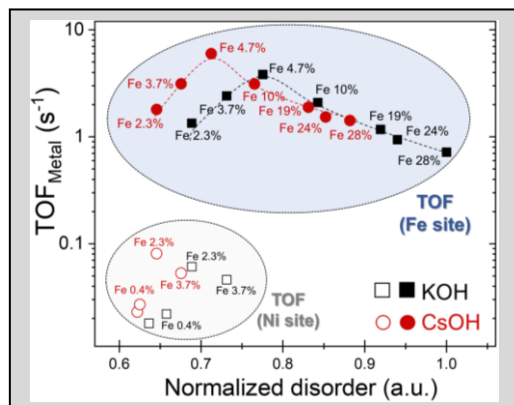 10
Fe 4.7%
Fe 4.7%
Fe 3.7%
Fe 10%
Fe 10%
Fe 3.7%
Fe 19%
Fe 19%
Fe 2.3%
Fe 24%
Fe 24%
Fe 2.3%
Fe 28%
Fe 28%
1
TOF
(Fe site)
TOF_Metal (s⁻¹)
0.1
Fe 2.3%
Fe 2.3%
Fe 3.7%
Fe 3.7%
Fe 0.4%
Fe 0.4%
TOF
(Ni site)
KOH
CsOH
0.6 0.7 0.8 0.9 1.0
Normalized disorder (a.u.)